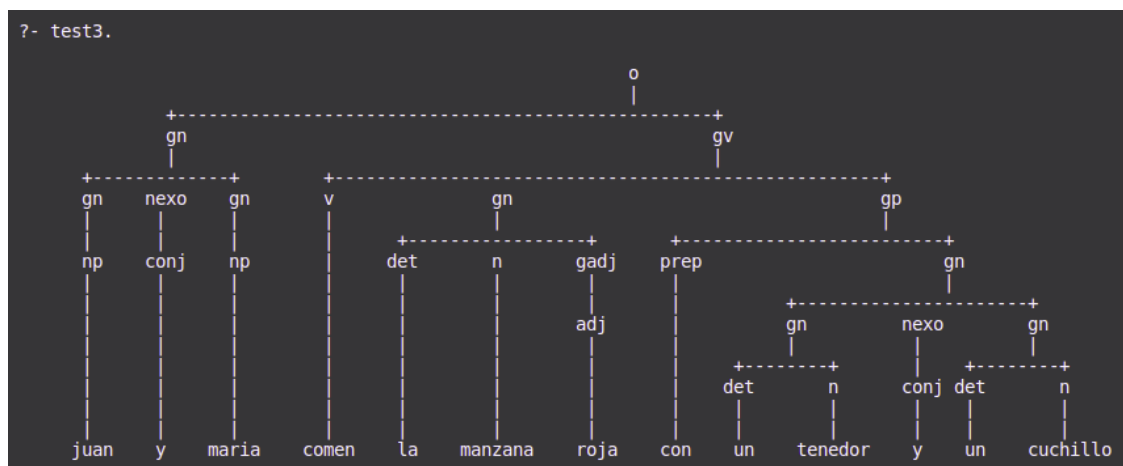 ?- test3.
o
gn gv
gn nexo gn v gn gp
np conj np det n gadj prep gn
adj gn nexo gn
det n conj det n
juan y maria comen la manzana roja con un tenedor y un cuchillo